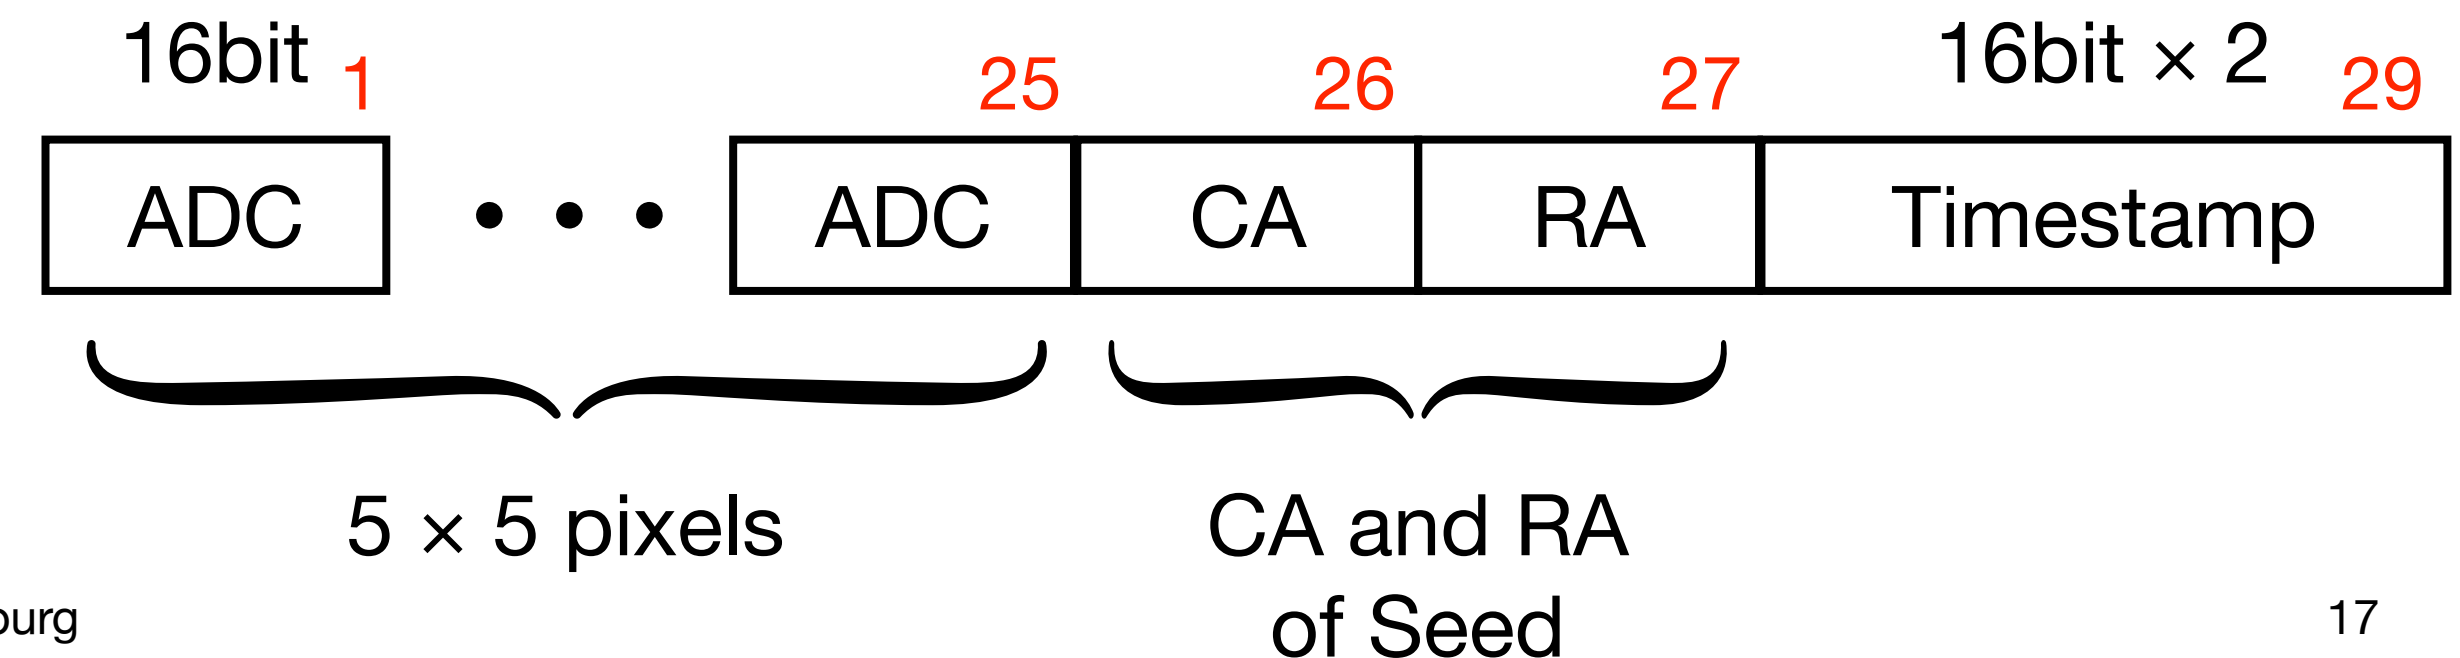 16bit 1 25 26 27 16bit × 2 29
ADC • • • ADC CA RA Timestamp
5 × 5 pixels CA and RA
of Seed
17